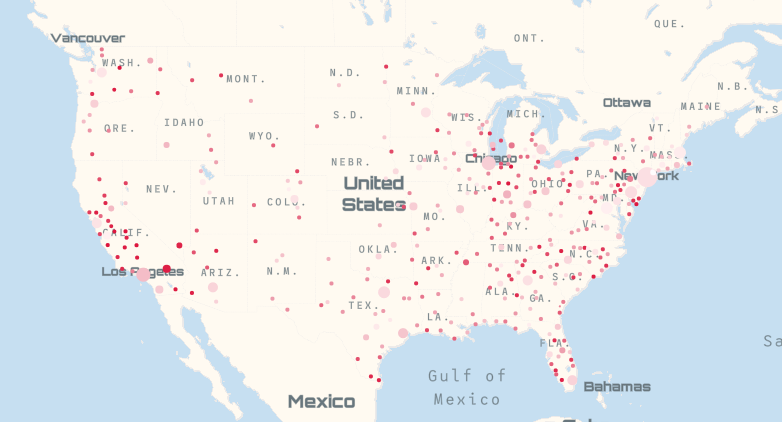 QUE.
Vancouver
ONT.
WASH.
N.D.
MONT.
MINN.
N.B.
Ottawa
MAINE
N.S
S.D.
WIS.
MICH.
ORE.
IDAHO
WYO.
VT.
N.Y.
MAS.
IOWA
Chicago
NEBR.
PA.
New York
United
States
NEV.
ILL.
OHIO
UTAH
COLO.
MD.
MO.
CALIF.
KY.
VA.
OKLA.
TENN.
N.C.
ARK.
Los Angeles
ARIZ.
N.M.
S.C.
ALA.
GA.
TEX.
LA.
FLA.
Sa
Gulf of
Mexico
Bahamas
Mexico